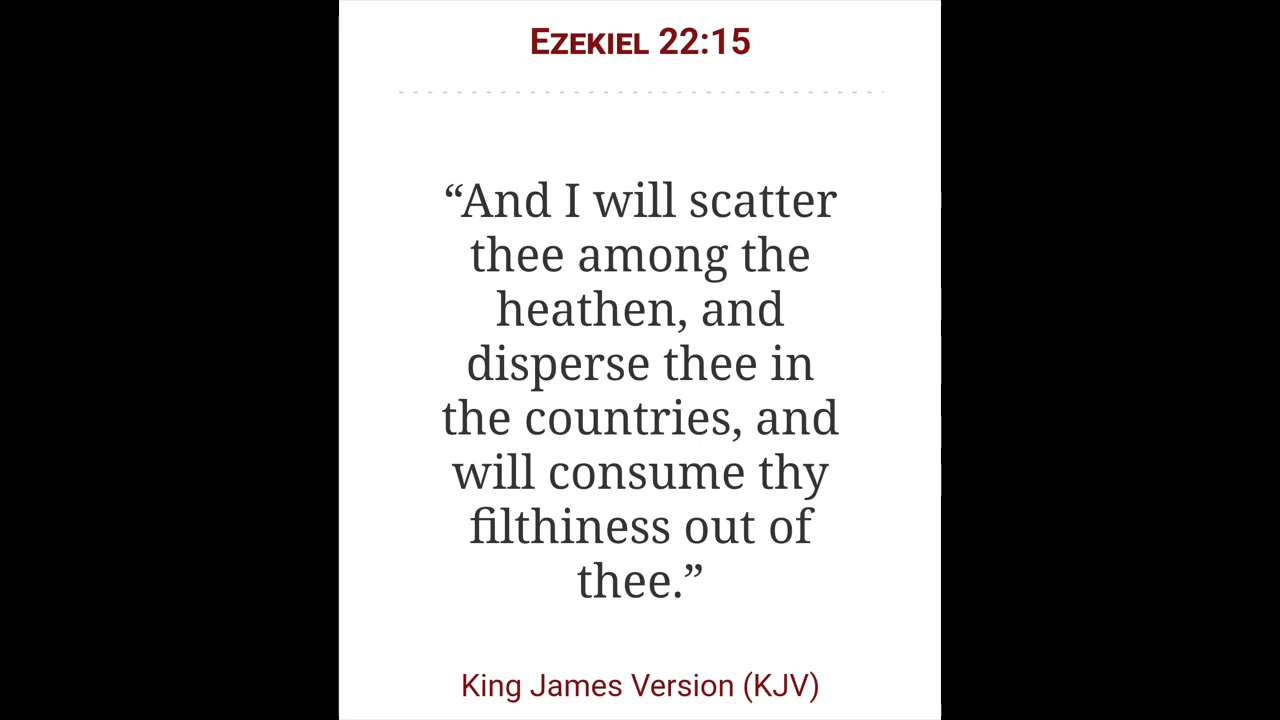 Ezekiel 22:15
“And I will scatter
thee among the
heathen, and
disperse thee in
the countries, and
will consume thy
filthiness out of
thee.”
King James Version (KJV)